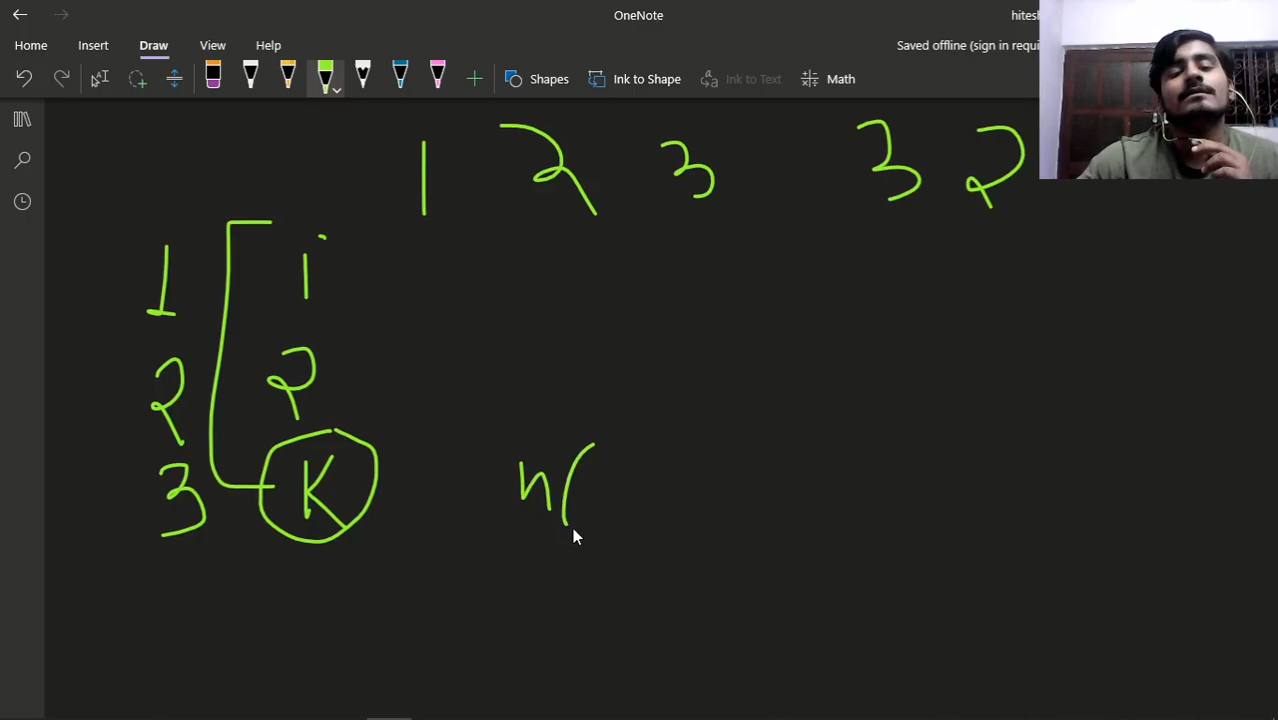 OneNote
hitesh
Home Insert Draw View Help
Saved offline (sign in requi
Shapes Ink to Shape Ink to Text Math
1 2 3 3 2
1 1
2 2
3 K
n(